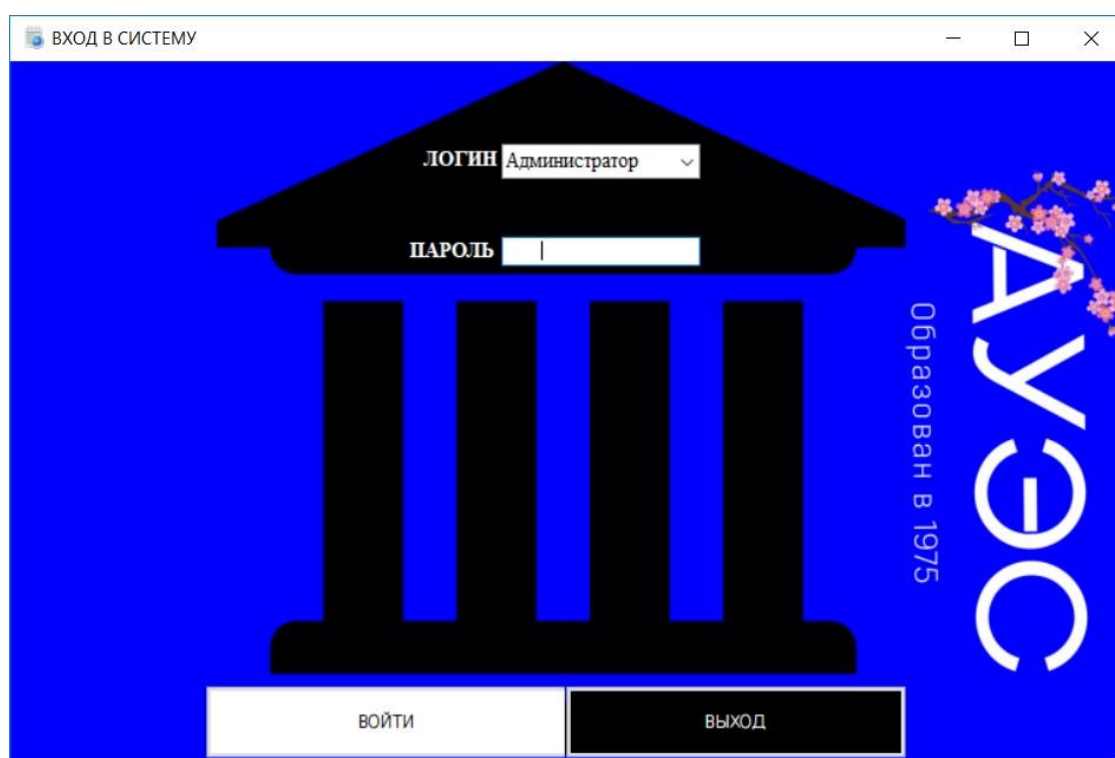 ВХОД В СИСТЕМУ
ЛОГИН Администратор
ПАРОЛЬ
Образован в 1975
АУЭС
ВОЙТИ
ВЫХОД